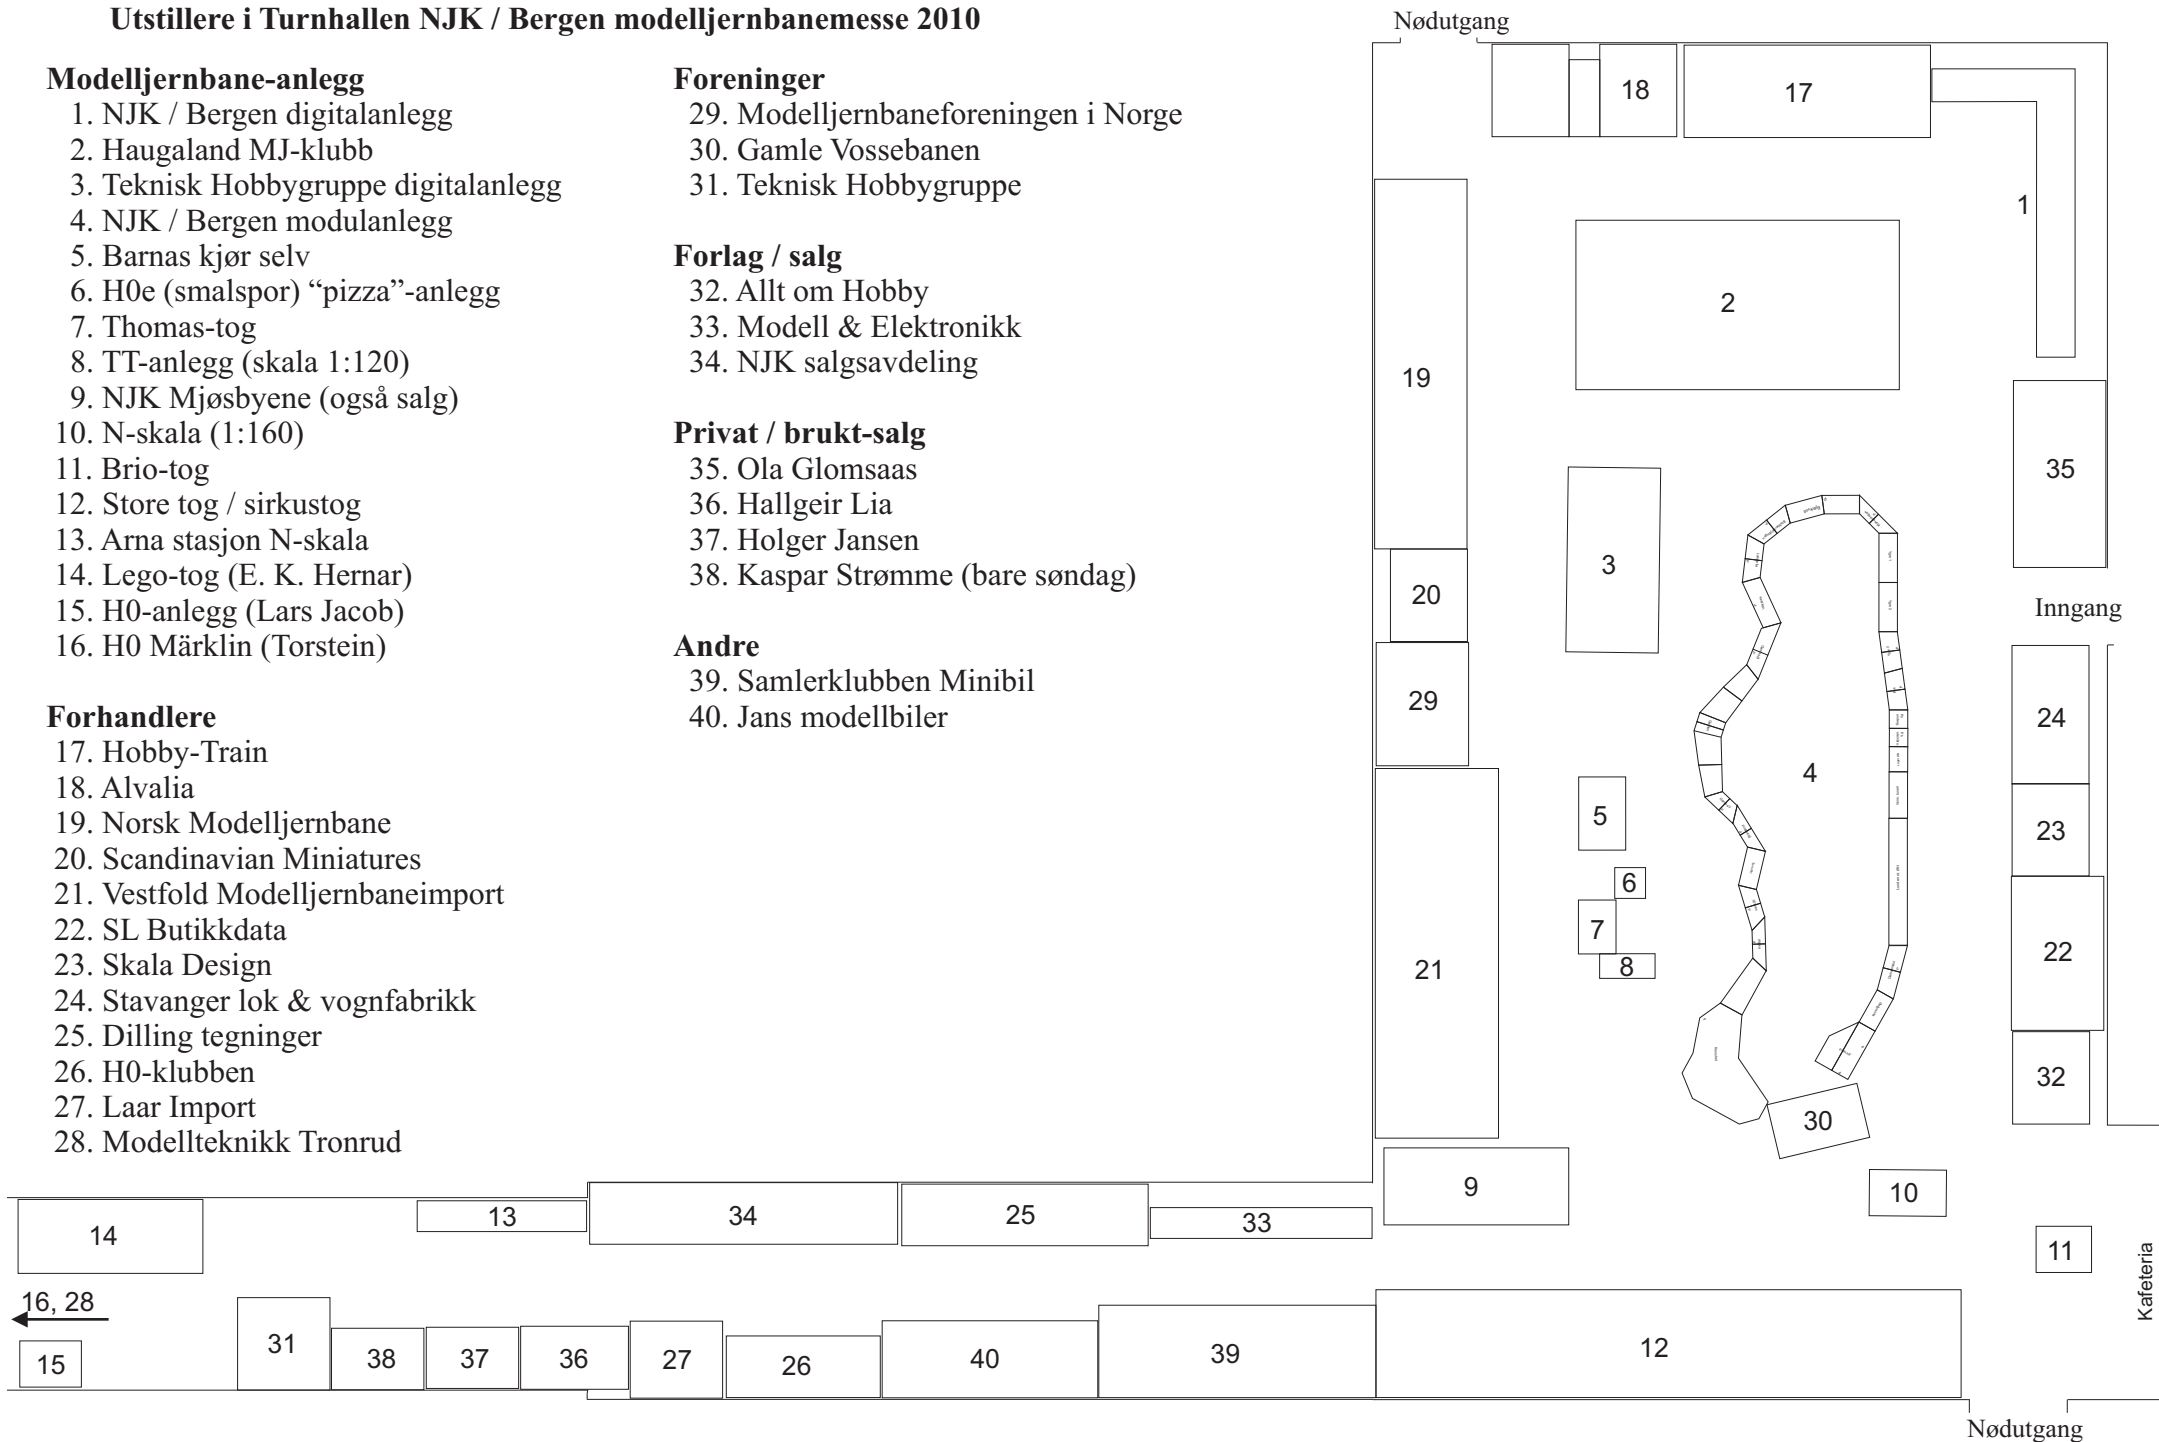 Utstillere i Turnhallen NJK / Bergen modelljernbanemesse 2010
Modelljernbane-anlegg
1. NJK / Bergen digitalanlegg
2. Haugaland MJ-klubb
3. Teknisk Hobbygruppe digitalanlegg
4. NJK / Bergen modulanlegg
5. Barnas kjør selv
6. H0e (smalspor) “pizza”-anlegg
7. Thomas-tog
8. TT-anlegg (skala 1:120)
9. NJK Mjøsbyene (også salg)
10. N-skala (1:160)
11. Brio-tog
12. Store tog / sirkustog
13. Arna stasjon N-skala
14. Lego-tog (E. K. Hernar)
15. H0-anlegg (Lars Jacob)
16. H0 Märklin (Torstein)
Forhandlere
17. Hobby-Train
18. Alvalia
19. Norsk Modelljernbane
20. Scandinavian Miniatures
21. Vestfold Modelljernbaneimport
22. SL Butikkdata
23. Skala Design
24. Stavanger lok & vognfabrikk
25. Dilling tegninger
26. H0-klubben
27. Laar Import
28. Modellteknikk Tronrud
Foreninger
29. Modelljernbaneforeningen i Norge
30. Gamle Vossebanen
31. Teknisk Hobbygruppe
Forlag / salg
32. Allt om Hobby
33. Modell & Elektronikk
34. NJK salgsavdeling
Privat / brukt-salg
35. Ola Glomsaas
36. Hallgeir Lia
37. Holger Jansen
38. Kaspar Strømme (bare søndag)
Andre
39. Samlerklubben Minibil
40. Jans modellbiler
Nødutgang
18
17
1
2
19
35
3
20
Inngang
29
24
4
5
23
6
7
8
21
22
32
30
9
10
11
Kafeteria
14
13
34
25
33
16, 28
15
31
38
37
36
27
26
40
39
12
Nødutgang